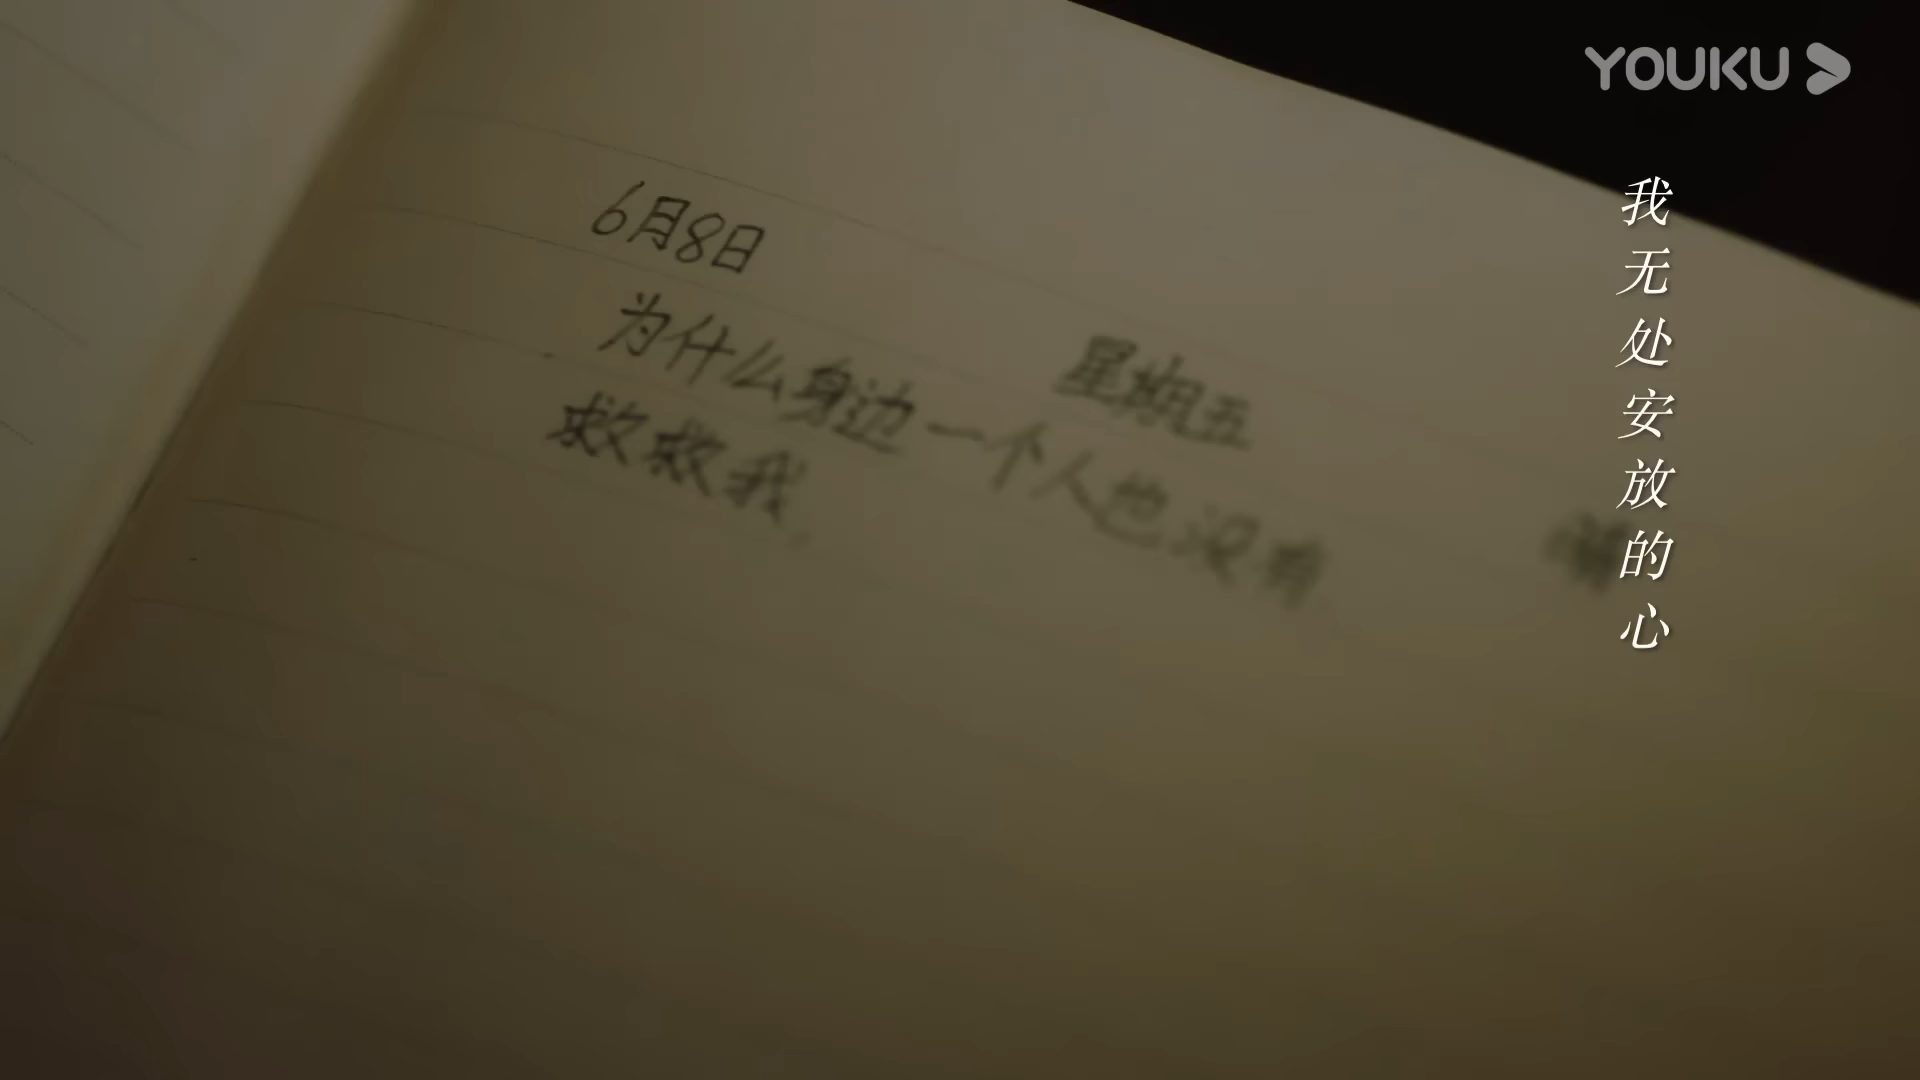 YOUKU
6月8日 星期五
为什么身边一个人也没有
救救我,
我无处安放的心